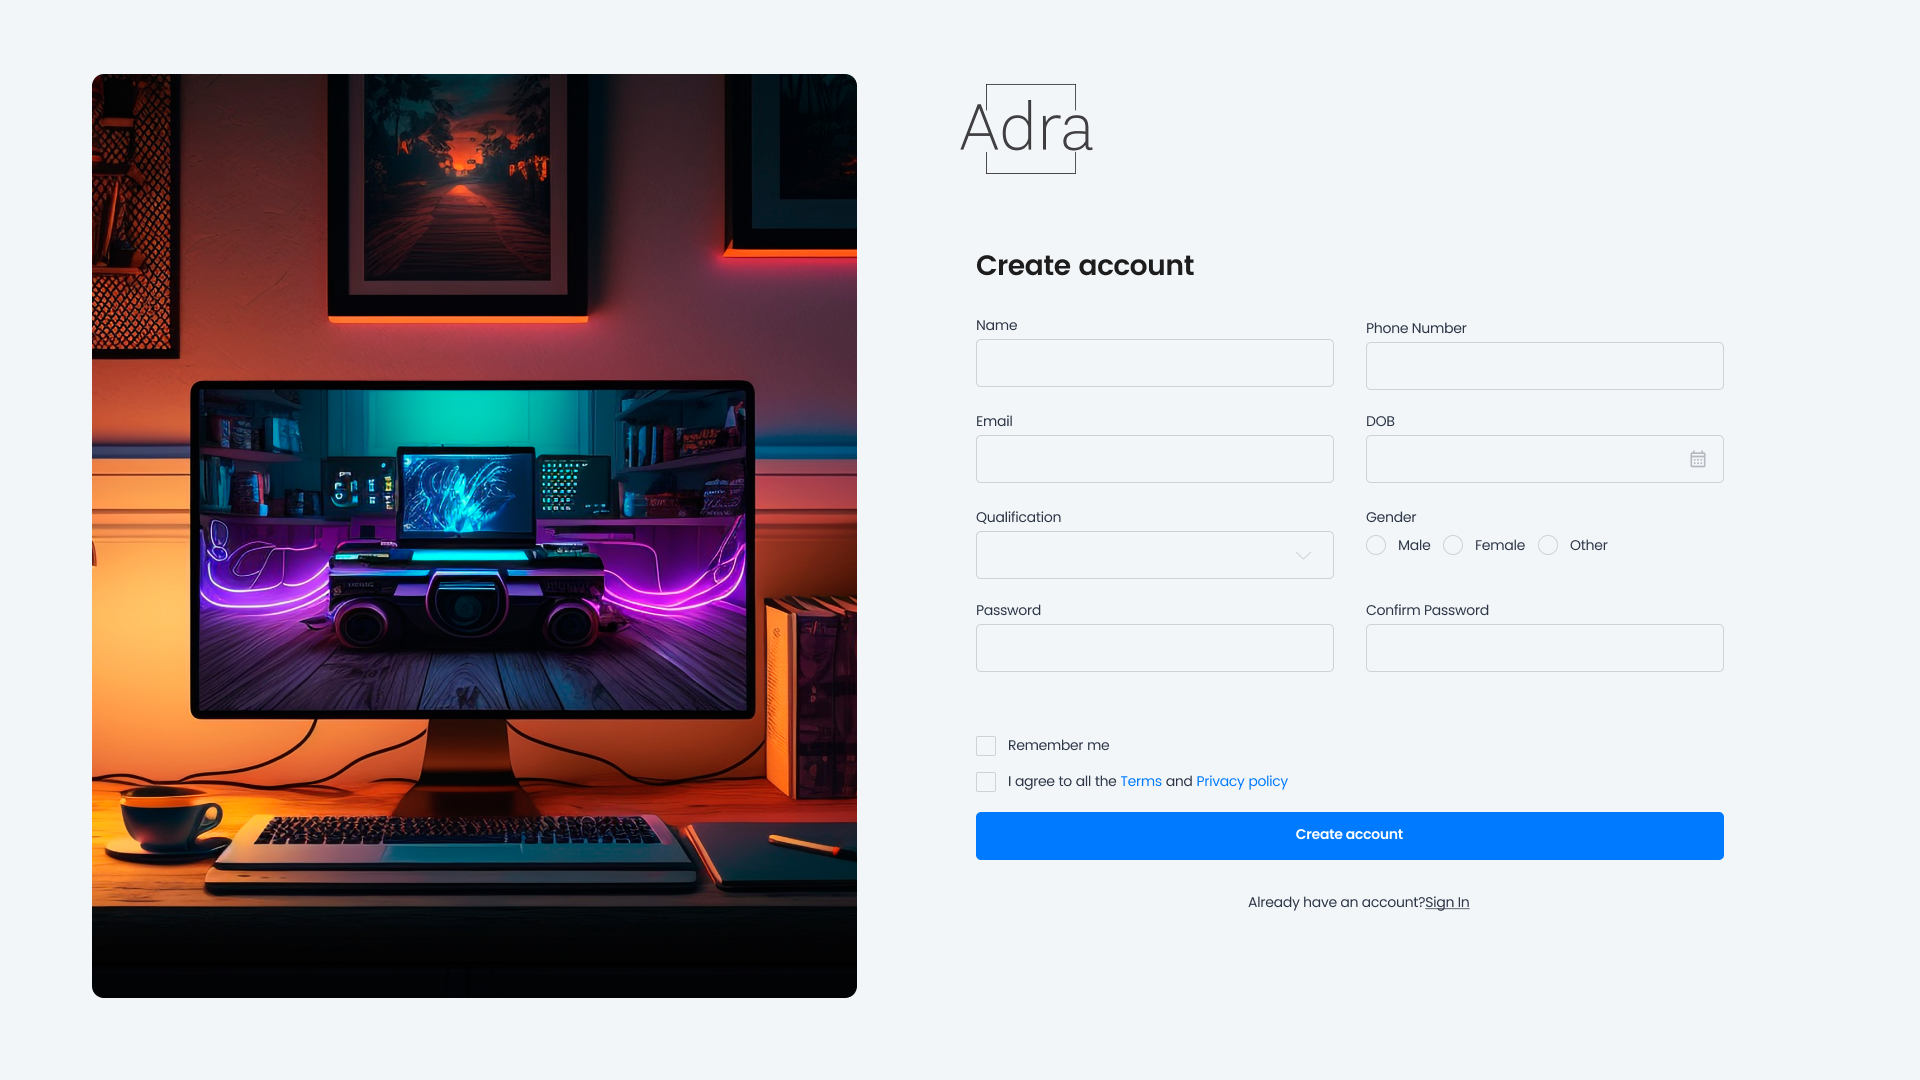 Adra
Create account
Name
Phone Number
Email
DOB
Qualification
Gender
Male Female Other
Password
Confirm Password
Remember me
I agree to all the Terms and Privacy policy
Create account
Already have an account?Sign In